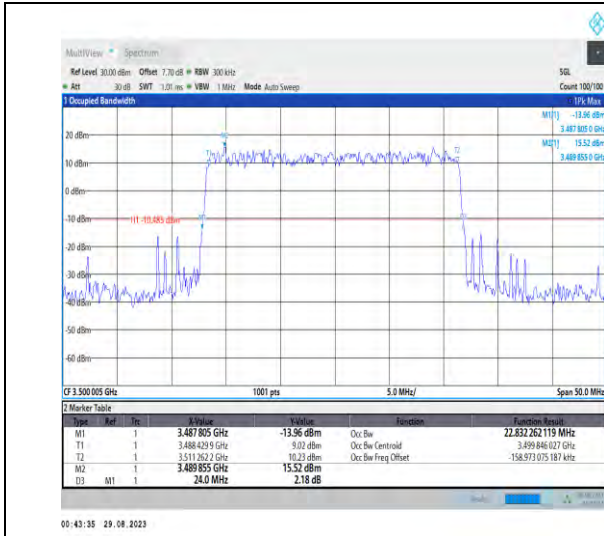 MultiView Spectrum
Ref Level 30.00 dBm Offset 7.70 dB RBW 300 kHz SGL
Att 30 dB SWT 1.01 ms VBW 1 MHz Mode Auto Sweep Count 100/100
1 Occupied Bandwidth 1Pk Max
M1[1] -13.96 dBm
3.487 805 0 GHz
M2[1] 15.52 dBm
3.489 855 0 GHz
20 dBm
M2
T1 T2
10 dBm
0 dBm
-10 dBm H1 -10.485 dBm
-20 dBm
-30 dBm
-40 dBm
-50 dBm
-60 dBm
CF 3.500 005 GHz 1001 pts 5.0 MHz/ Span 50.0 MHz
2 Marker Table
Type Ref Trc X-Value Y-Value Function Function Result
M1 1 3.487 805 GHz -13.96 dBm Occ Bw 22.832 262 119 MHz
T1 1 3.488 429 9 GHz 9.02 dBm Occ Bw Centroid 3.499 846 027 GHz
T2 1 3.511 262 2 GHz 10.23 dBm Occ Bw Freq Offset -158.973 075 187 kHz
M2 1 3.489 855 GHz 15.52 dBm
D3 M1 1 24.0 MHz 2.18 dB
00:43:35 29.08.2023